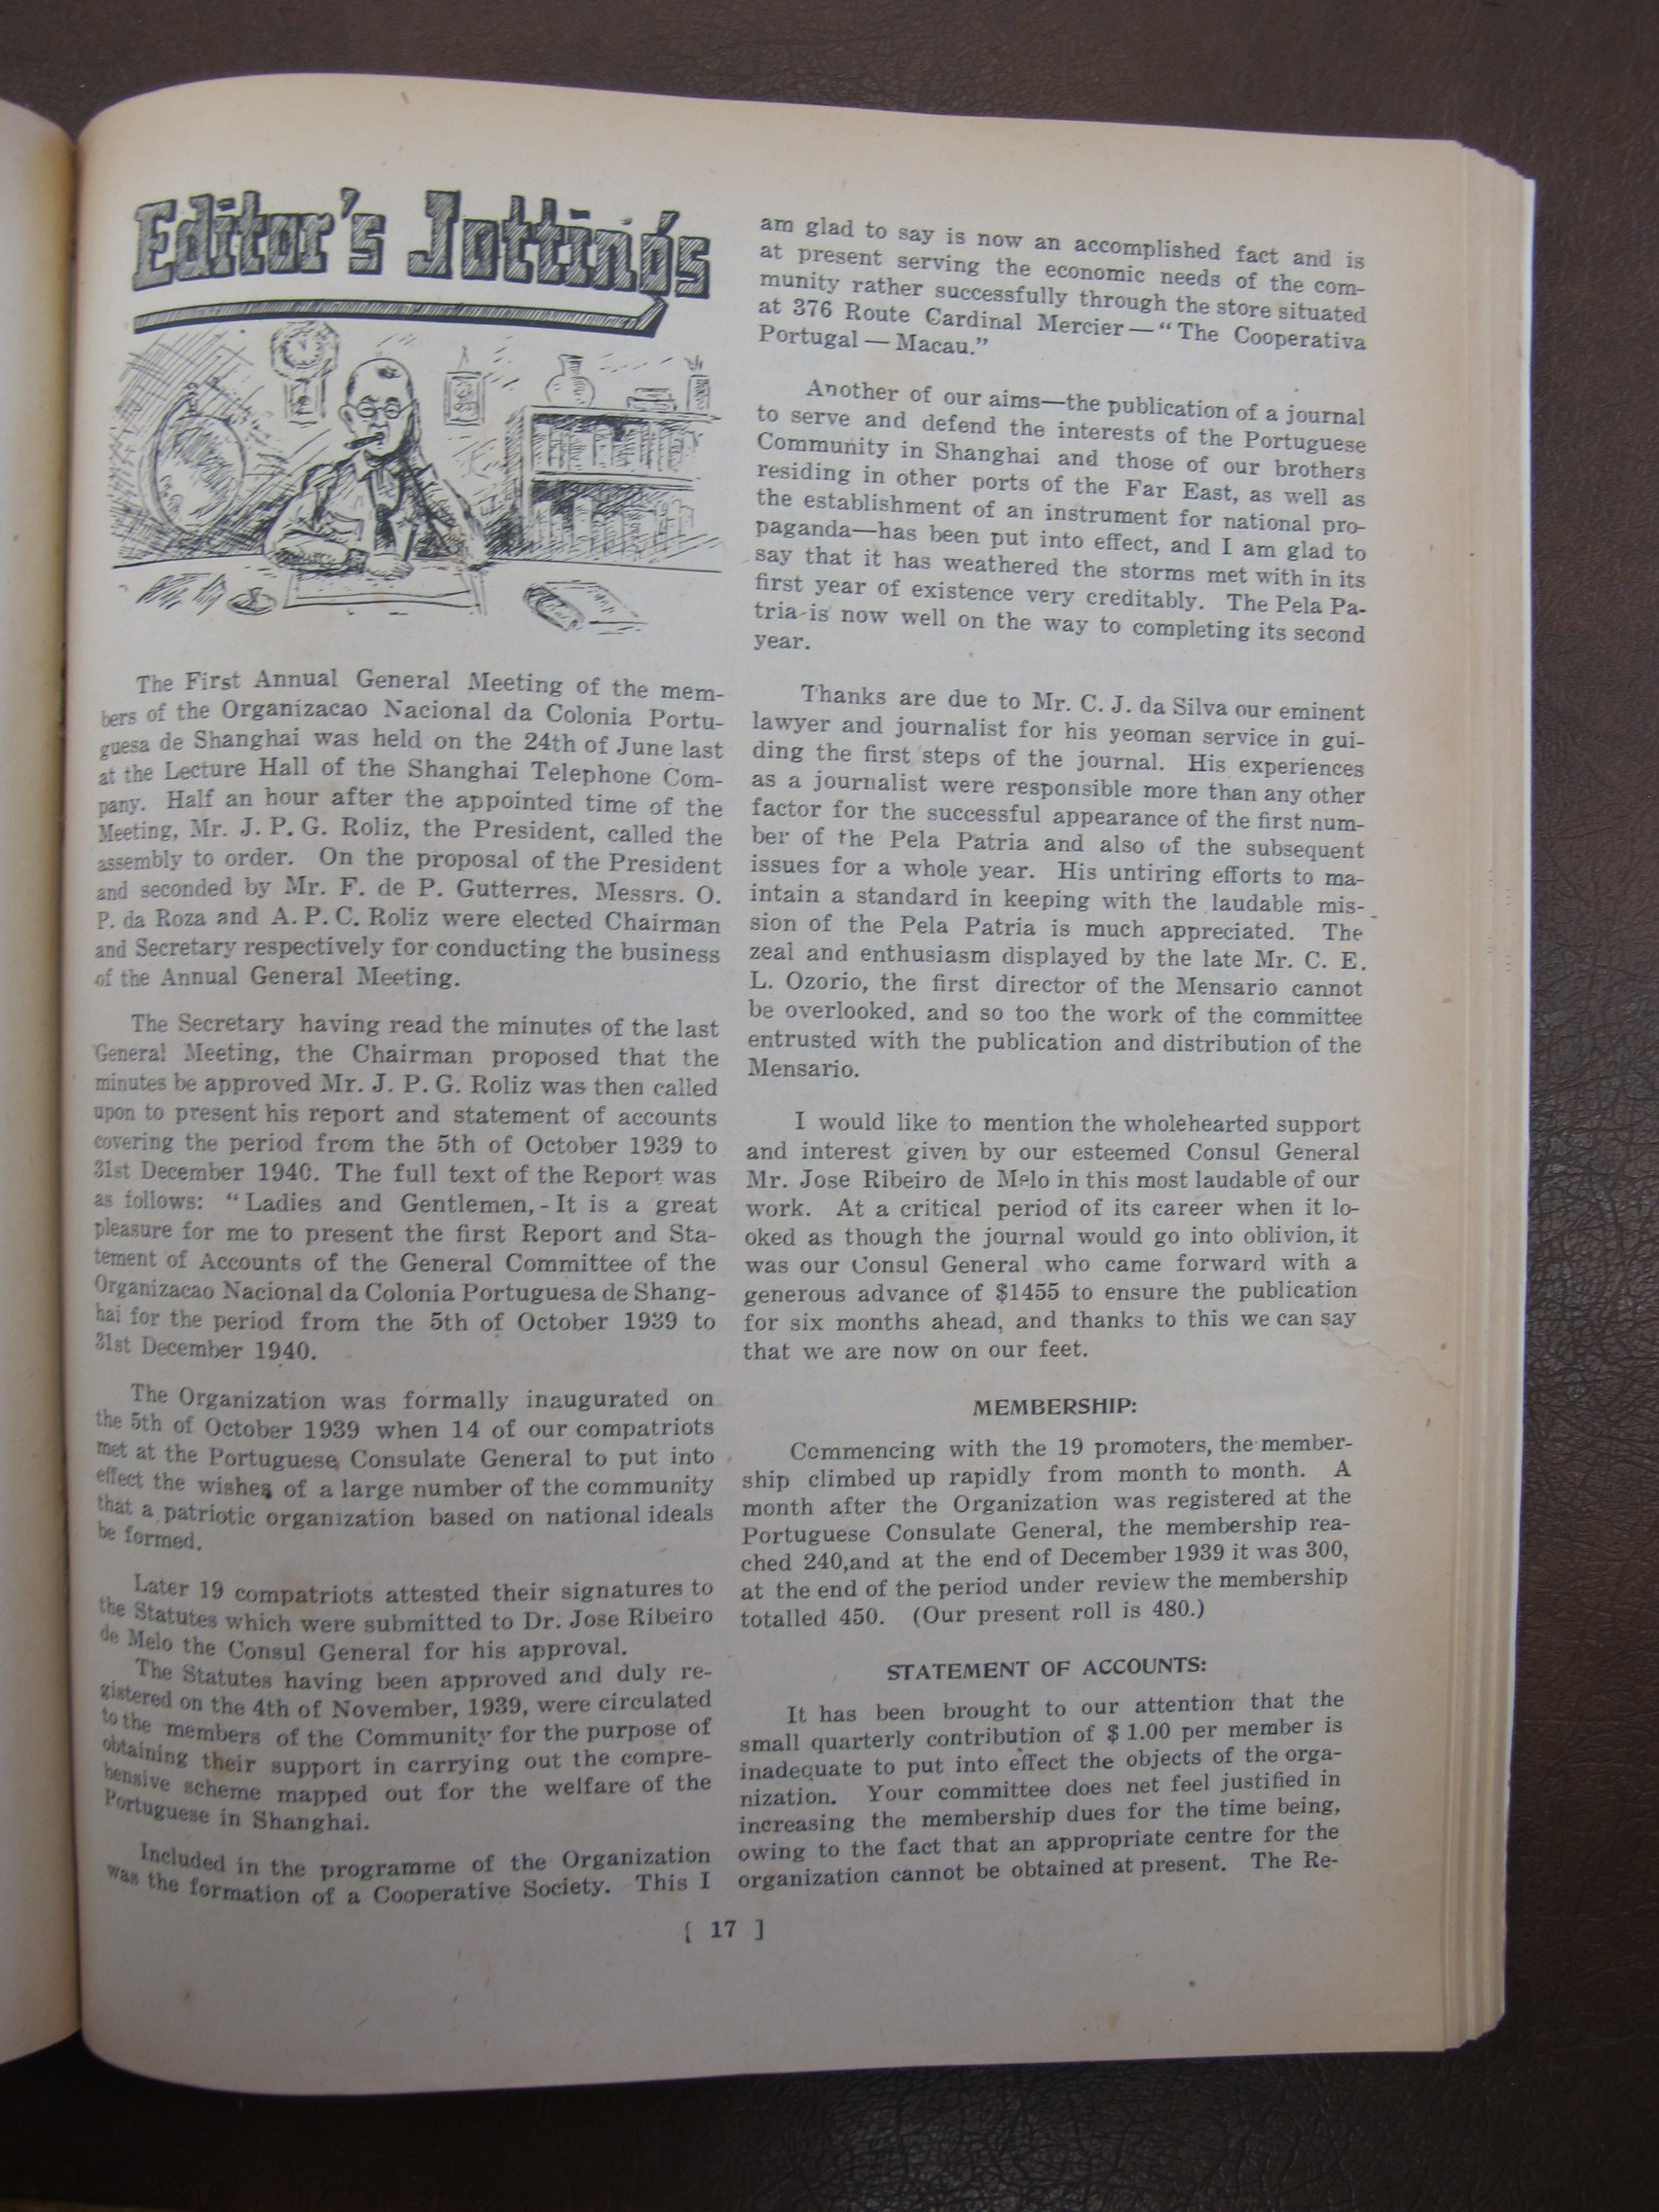 Editor's Jottings
The First Annual General Meeting of the mem-
bers of the Organizacao Nacional da Colonia Portu-
guesa de Shanghai was held on the 24th of June last
at the Lecture Hall of the Shanghai Telephone Com-
pany. Half an hour after the appointed time of the
Meeting, Mr. J. P. G. Roliz, the President, called the
assembly to order. On the proposal of the President
and seconded by Mr. F. de P. Gutterres, Messrs. O.
P. da Roza and A. P. C. Roliz were elected Chairman
and Secretary respectively for conducting the business
of the Annual General Meeting.
The Secretary having read the minutes of the last
General Meeting, the Chairman proposed that the
minutes be approved Mr. J. P. G. Roliz was then called
upon to present his report and statement of accounts
covering the period from the 5th of October 1939 to
31st December 1940. The full text of the Report was
as follows: "Ladies and Gentlemen, - It is a great
pleasure for me to present the first Report and Sta-
tement of Accounts of the General Committee of the
Organizacao Nacional da Colonia Portuguesa de Shang-
hai for the period from the 5th of October 1939 to
31st December 1940.
The Organization was formally inaugurated on
the 5th of October 1939 when 14 of our compatriots
met at the Portuguese Consulate General to put into
effect the wishes of a large number of the community
that a patriotic organization based on national ideals
be formed.
Later 19 compatriots attested their signatures to
the Statutes which were submitted to Dr. Jose Ribeiro
de Melo the Consul General for his approval.
The Statutes having been approved and duly re-
gistered on the 4th of November, 1939, were circulated
to the members of the Community for the purpose of
obtaining their support in carrying out the compre-
hensive scheme mapped out for the welfare of the
Portuguese in Shanghai.
Included in the programme of the Organization
was the formation of a Cooperative Society. This I
am glad to say is now an accomplished fact and is
at present serving the economic needs of the com-
munity rather successfully through the store situated
at 376 Route Cardinal Mercier — "The Cooperativa
Portugal — Macau."
Another of our aims—the publication of a journal
to serve and defend the interests of the Portuguese
Community in Shanghai and those of our brothers
residing in other ports of the Far East, as well as
the establishment of an instrument for national pro-
paganda—has been put into effect, and I am glad to
say that it has weathered the storms met with in its
first year of existence very creditably. The Pela Pa-
tria is now well on the way to completing its second
year.
Thanks are due to Mr. C. J. da Silva our eminent
lawyer and journalist for his yeoman service in gui-
ding the first steps of the journal. His experiences
as a journalist were responsible more than any other
factor for the successful appearance of the first num-
ber of the Pela Patria and also of the subsequent
issues for a whole year. His untiring efforts to ma-
intain a standard in keeping with the laudable mis-
sion of the Pela Patria is much appreciated. The
zeal and enthusiasm displayed by the late Mr. C. E.
L. Ozorio, the first director of the Mensario cannot
be overlooked, and so too the work of the committee
entrusted with the publication and distribution of the
Mensario.
I would like to mention the wholehearted support
and interest given by our esteemed Consul General
Mr. Jose Ribeiro de Melo in this most laudable of our
work. At a critical period of its career when it lo-
oked as though the journal would go into oblivion, it
was our Consul General who came forward with a
generous advance of $1455 to ensure the publication
for six months ahead, and thanks to this we can say
that we are now on our feet.
MEMBERSHIP:
Commencing with the 19 promoters, the member-
ship climbed up rapidly from month to month. A
month after the Organization was registered at the
Portuguese Consulate General, the membership rea-
ched 240,and at the end of December 1939 it was 300,
at the end of the period under review the membership
totalled 450. (Our present roll is 480.)
STATEMENT OF ACCOUNTS:
It has been brought to our attention that the
small quarterly contribution of $ 1.00 per member is
inadequate to put into effect the objects of the orga-
nization. Your committee does net feel justified in
increasing the membership dues for the time being,
owing to the fact that an appropriate centre for the
organization cannot be obtained at present. The Re-
[ 17 ]